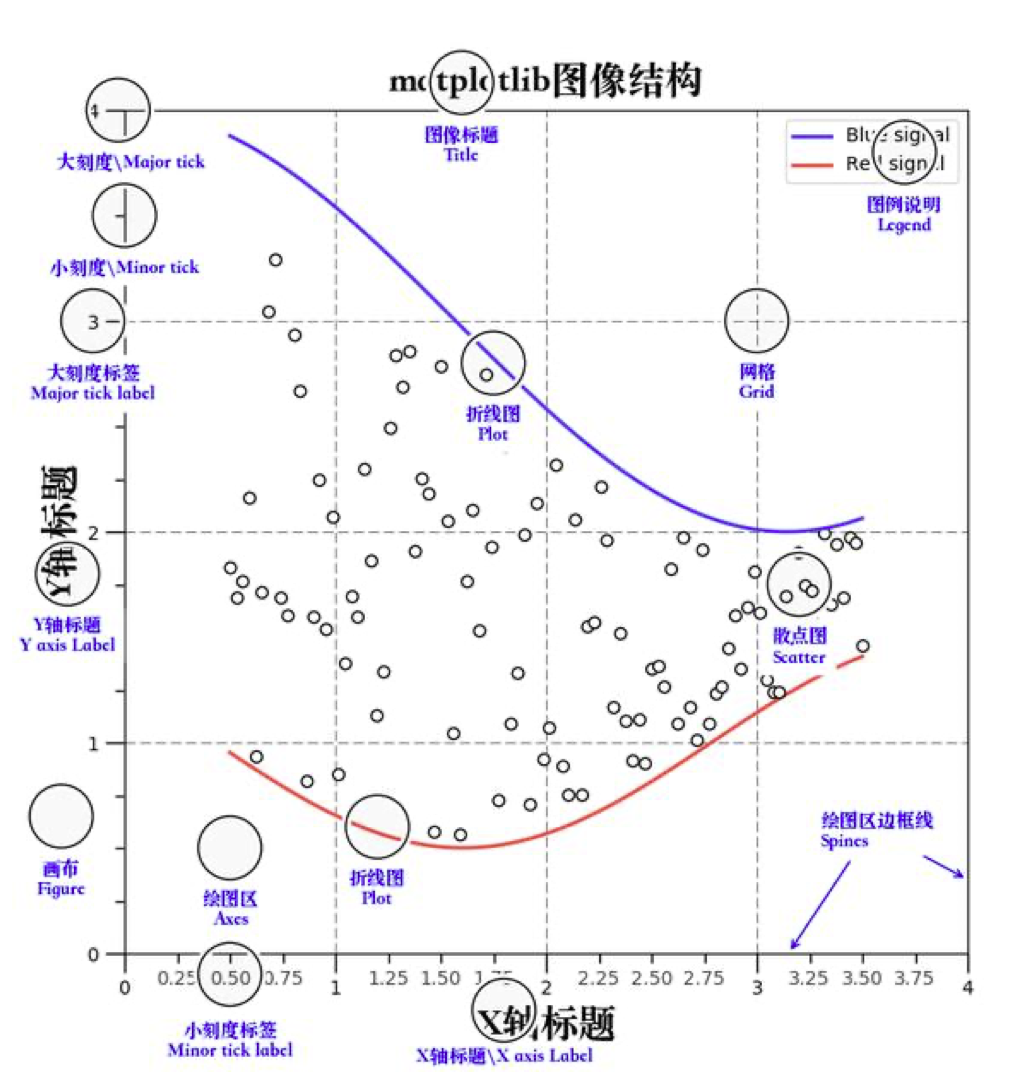 matplotlib图像结构
4
大刻度\Major tick
图像标题
Title
Blue signal
Red signal
图例说明
Legend
小刻度\Minor tick
3
大刻度标签
Major tick label
网格
Grid
折线图
Plot
Y轴标题
2
Y轴标题
Y axis Label
散点图
Scatter
1
绘图区边框线
Spines
画布
Figure
绘图区
Axes
折线图
Plot
0
0.25 0.50 0.75 1.25 1.50 1.75 2.25 2.50 2.75 3.25 3.50 3.75
0 1 2 3 4
X轴标题
小刻度标签
Minor tick label
X轴标题\X axis Label